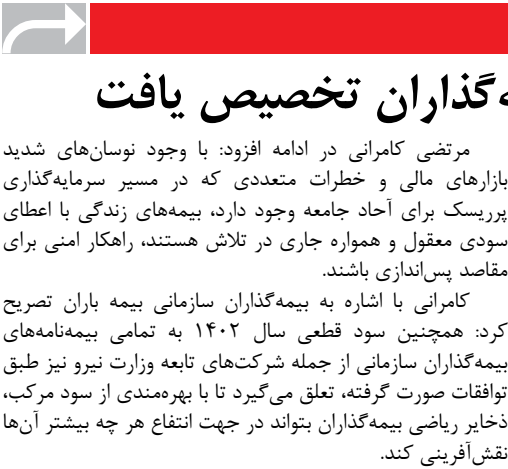 ه‌گذاران تخصیص یافت
مرتضی کامرانی در ادامه افزود: با وجود نوسان‌های شدید
بازارهای مالی و خطرات متعددی که در مسیر سرمایه‌گذاری
پرریسک برای آحاد جامعه وجود دارد، بیمه‌های زندگی با اعطای
سودی معقول و همواره جاری در تلاش هستند، راهکار امنی برای
مقاصد پس‌اندازی باشند.
کامرانی با اشاره به بیمه‌گذاران سازمانی بیمه باران تصریح
کرد: همچنین سود قطعی سال ۱۴۰۲ به تمامی بیمه‌نامه‌های
بیمه‌گذاران سازمانی از جمله شرکت‌های تابعه وزارت نیرو نیز طبق
توافقات صورت گرفته، تعلق می‌گیرد تا با بهره‌مندی از سود مرکب،
ذخایر ریاضی بیمه‌گذاران بتواند در جهت انتفاع هر چه بیشتر آن‌ها
نقش‌آفرینی کند.